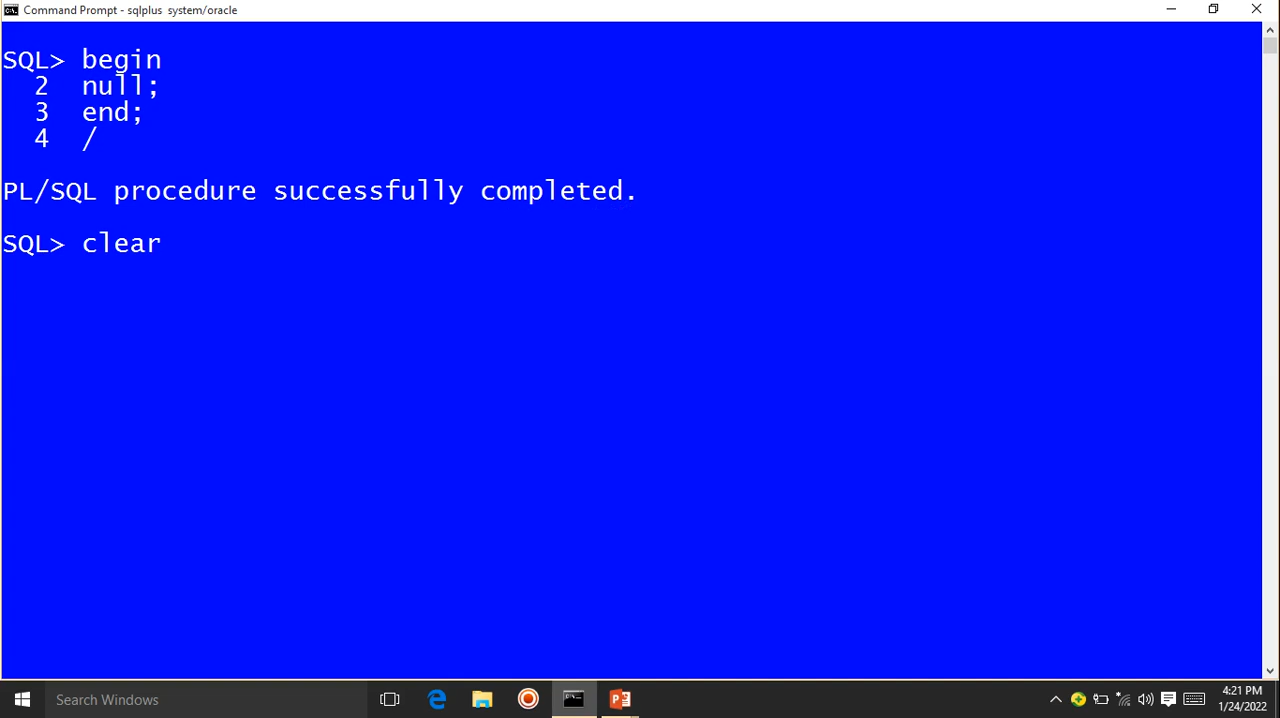 Command Prompt - sqlplus  system/oracle
SQL> begin
  2  null;
  3  end;
  4  /
PL/SQL procedure successfully completed.
SQL> clear
Search Windows
4:21 PM
1/24/2022